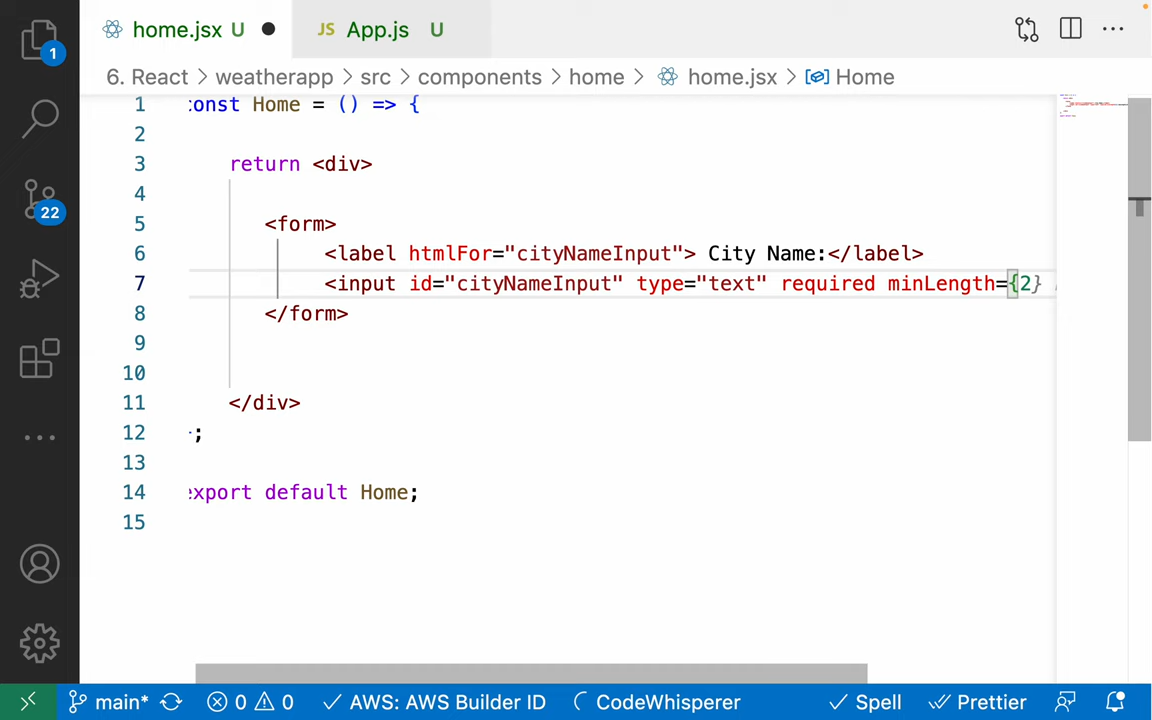 home.jsx U
JS App.js U
1
6. React > weatherapp > src > components > home > home.jsx > Home
1 const Home = () => {
2
3 return <div>
4
5 <form>
6 <label htmlFor="cityNameInput"> City Name:</label>
7 <input id="cityNameInput" type="text" required minLength={2} /
8 </form>
9
10
11 </div>
12 };
13
14 export default Home;
15
22
main* 0 0 AWS: AWS Builder ID CodeWhisperer Spell Prettier